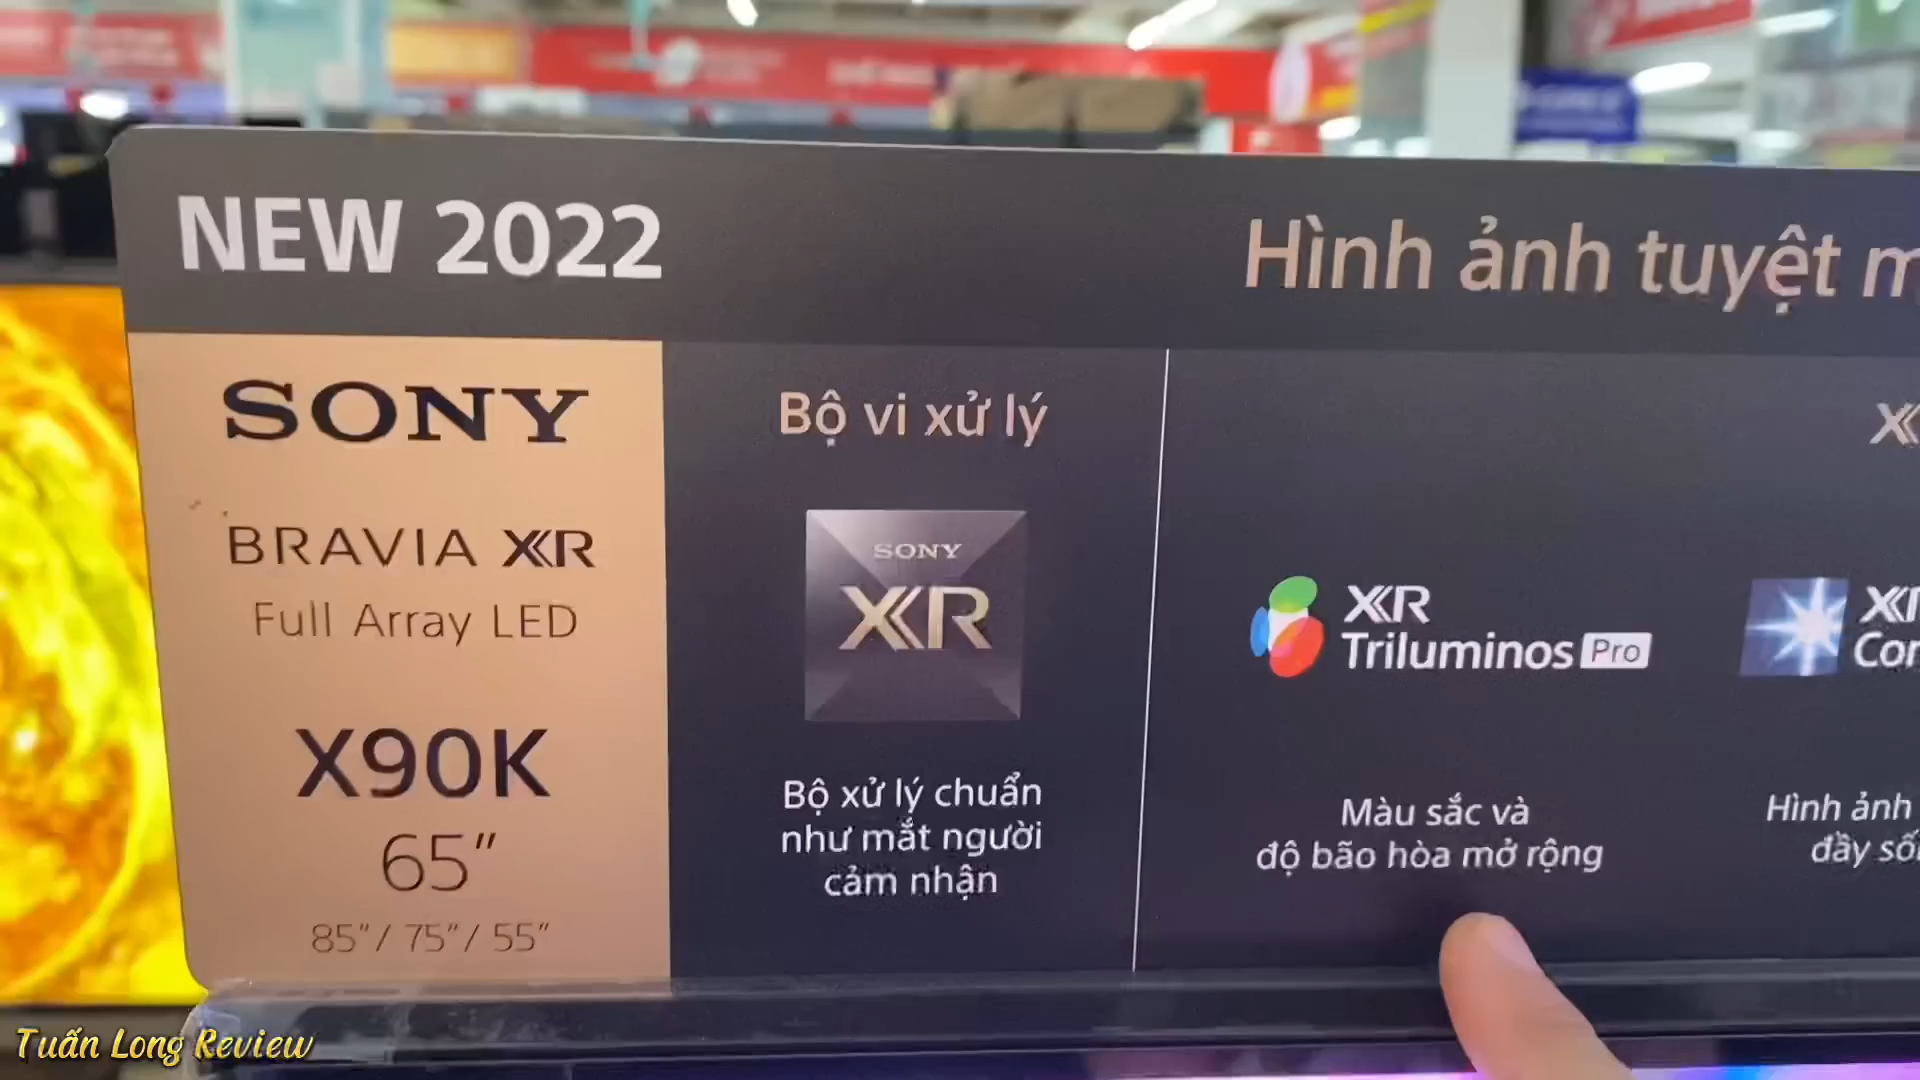 NEW 2022
Hình ảnh tuyệt
SONY
BRAVIA XR
Full Array LED
X90K
65"
85"/ 75"/ 55"
Bộ vi xử lý
SONY
XR
Bộ xử lý chuẩn
như mắt người
cảm nhận
XR
Triluminos Pro
Màu sắc và
độ bão hòa mở rộng
Hình ảnh
đầy
Tuấn Long Review